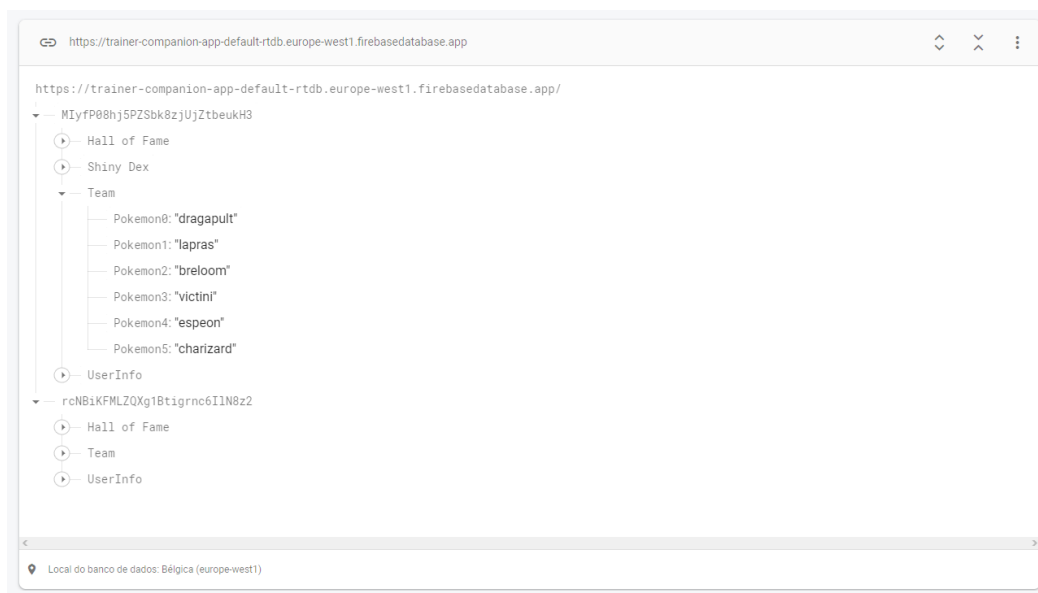 https://trainer-companion-app-default-rtdb.europe-west1.firebasedatabase.app
https://trainer-companion-app-default-rtdb.europe-west1.firebasedatabase.app/
MIyfP08hj5PZSbk8zjUjZtbeukH3
Hall of Fame
Shiny Dex
Team
Pokemon0: "dragapult"
Pokemon1: "lapras"
Pokemon2: "breloom"
Pokemon3: "victini"
Pokemon4: "espeon"
Pokemon5: "charizard"
UserInfo
rcNBiKFMLZQXg1Btigrnc6IlN8z2
Hall of Fame
Team
UserInfo
Local do banco de dados: Bélgica (europe-west1)